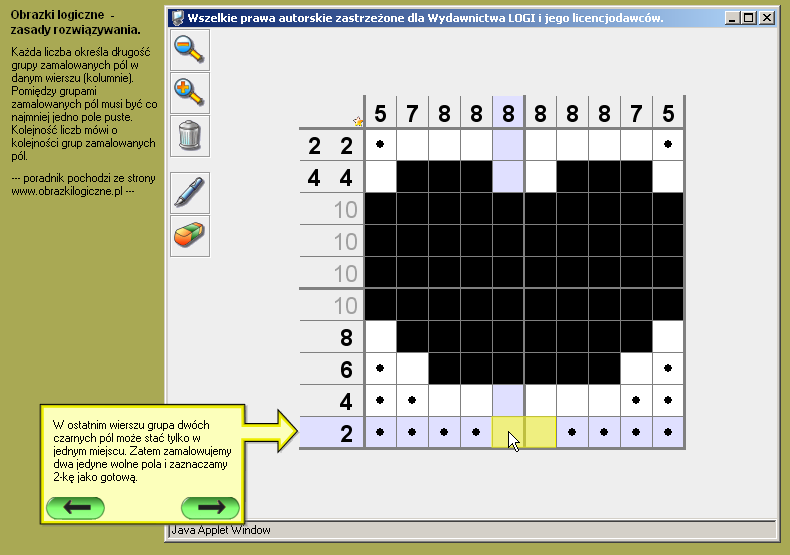 Obrazki logiczne -
zasady rozwiązywania.
Każda liczba określa długość
grupy zamalowanych pól w
danym wierszu (kolumnie).
Pomiędzy grupami
zamalowanych pól musi być co
najmniej jedno pole puste.
Kolejność liczb mówi o
kolejności grup zamalowanych
pól.
--- poradnik pochodzi ze strony
www.obrazkilogiczne.pl ---
Wszelkie prawa autorskie zastrzeżone dla Wydawnictwa LOGI i jego licencjodawców.
5 7 8 8 8 8 8 8 7 5
2 2
4 4
10
10
10
10
8
6
4
2
W ostatnim wierszu grupa dwóch
czarnych pól może stać tylko w
jednym miejscu. Zatem zamalowujemy
dwa jedyne wolne pola i zaznaczamy
2-kę jako gotową.
Java Applet Window